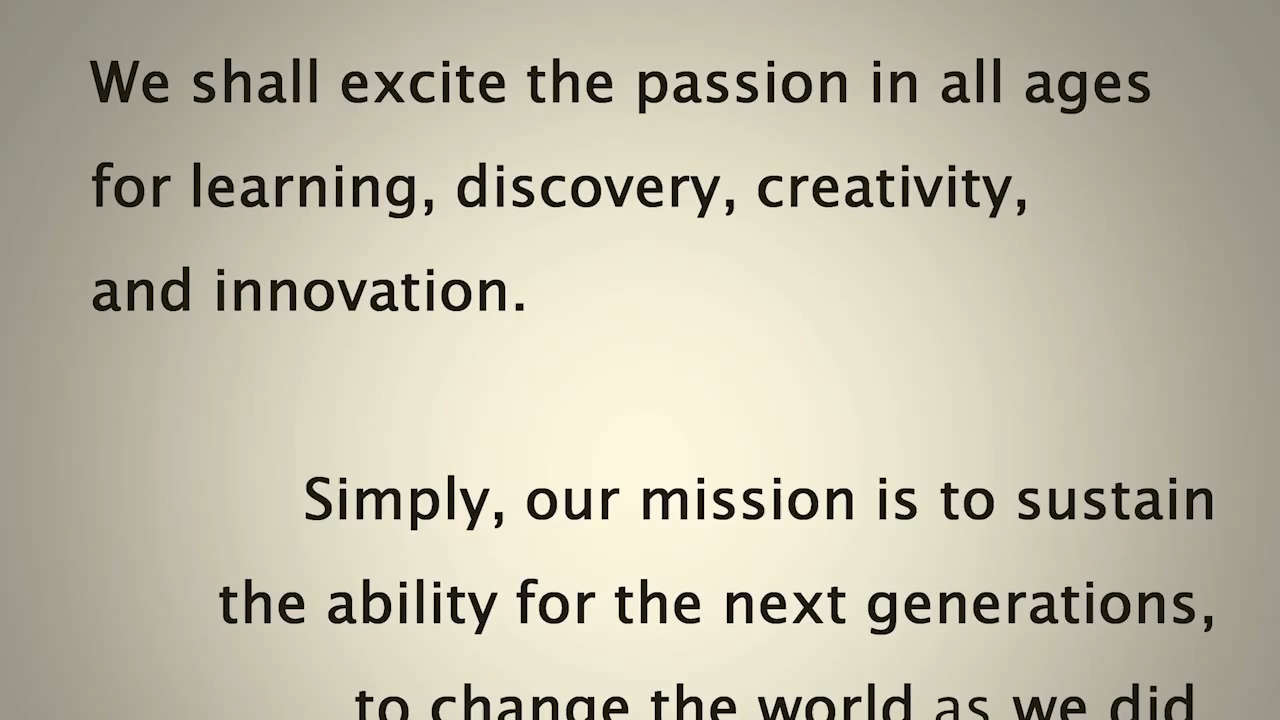 We shall excite the passion in all ages
for learning, discovery, creativity,
and innovation.
Simply, our mission is to sustain
the ability for the next generations,
to change the world as we did